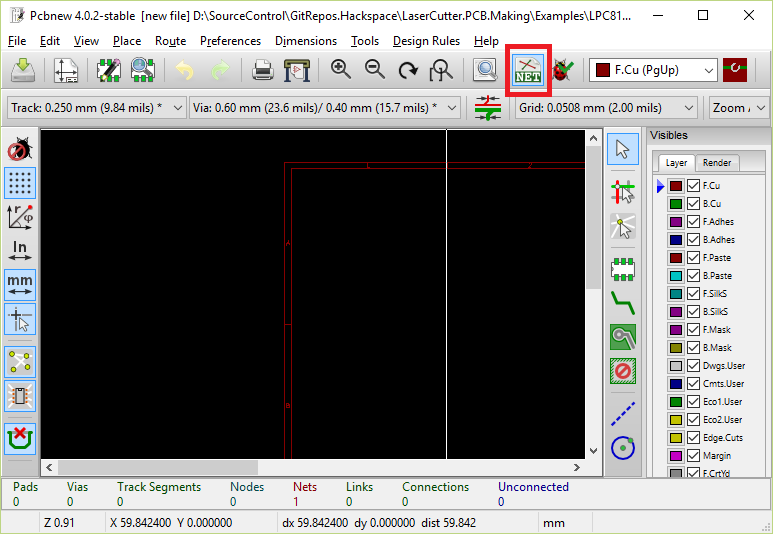 Pcbnew 4.0.2-stable [new file] D:\SourceControl\GitRepos.Hackspace\LaserCutter.PCB.Making\Examples\LPC81...
File Edit View Place Route Preferences Dimensions Tools Design Rules Help
NET
F.Cu (PgUp)
Track: 0.250 mm (9.84 mils) *
Via: 0.60 mm (23.6 mils)/ 0.40 mm (15.7 mils) *
Grid: 0.0508 mm (2.00 mils)
Zoom
In
mm
A
B
Visibles
Layer Render
F.Cu
B.Cu
F.Adhes
B.Adhes
F.Paste
B.Paste
F.SilkS
B.SilkS
F.Mask
B.Mask
Dwgs.User
Cmts.User
Eco1.User
Eco2.User
Edge.Cuts
Margin
F.CrtYd
Pads Vias Track Segments Nodes Nets Links Connections Unconnected
0 0 0 0 1 0 0 0
Z 0.91 X 59.842400 Y 0.000000 dx 59.842400 dy 0.000000 dist 59.842 mm